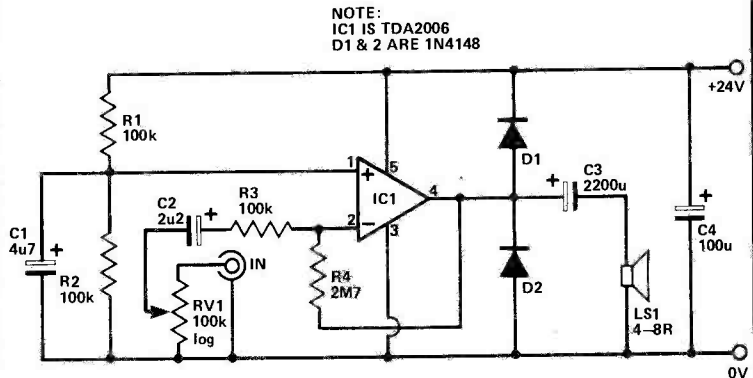 NOTE:
IC1 IS TDA2006
D1 & 2 ARE 1N4148
+24V
R1
100k
1
5
+
IC1
4
D1
C3
2200u
+
C2
2u2
+
R3
100k
2
−
3
C1
4u7
+
R2
100k
IN
R4
2M7
RV1
100k
log
D2
LS1
4–8R
+
C4
100u
0V